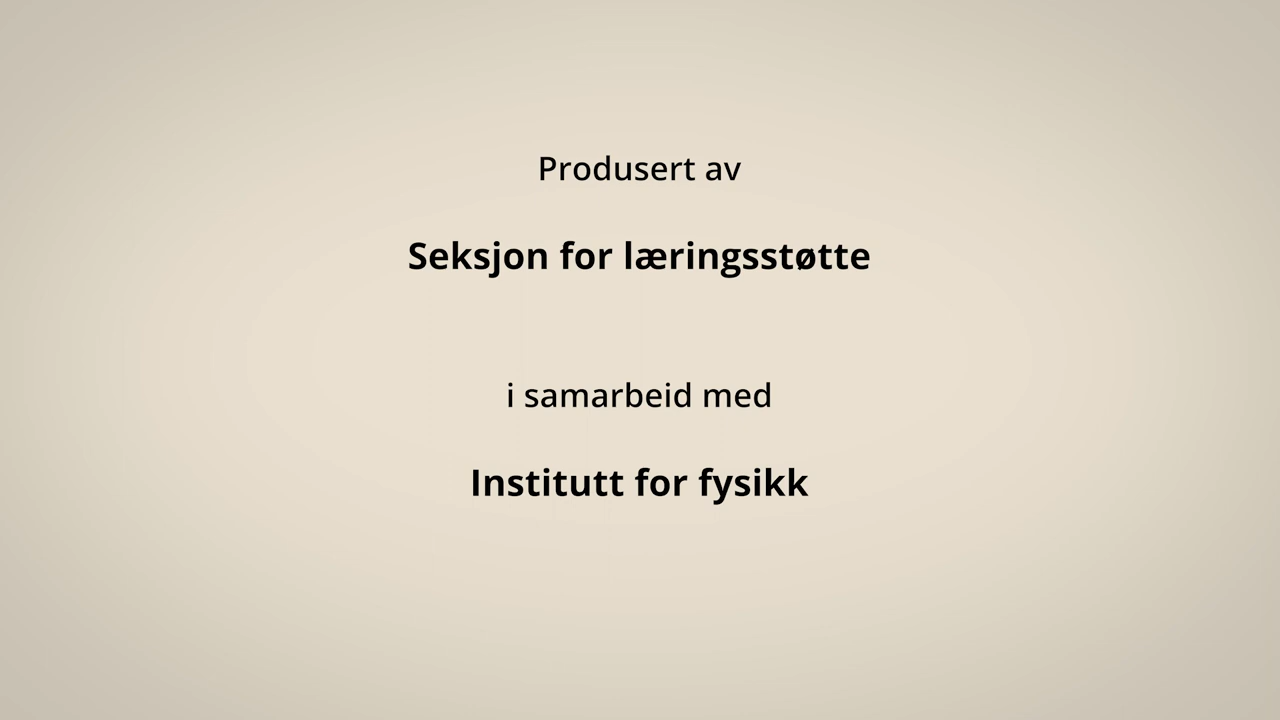 Produsert av
Seksjon for læringsstøtte
i samarbeid med
Institutt for fysikk